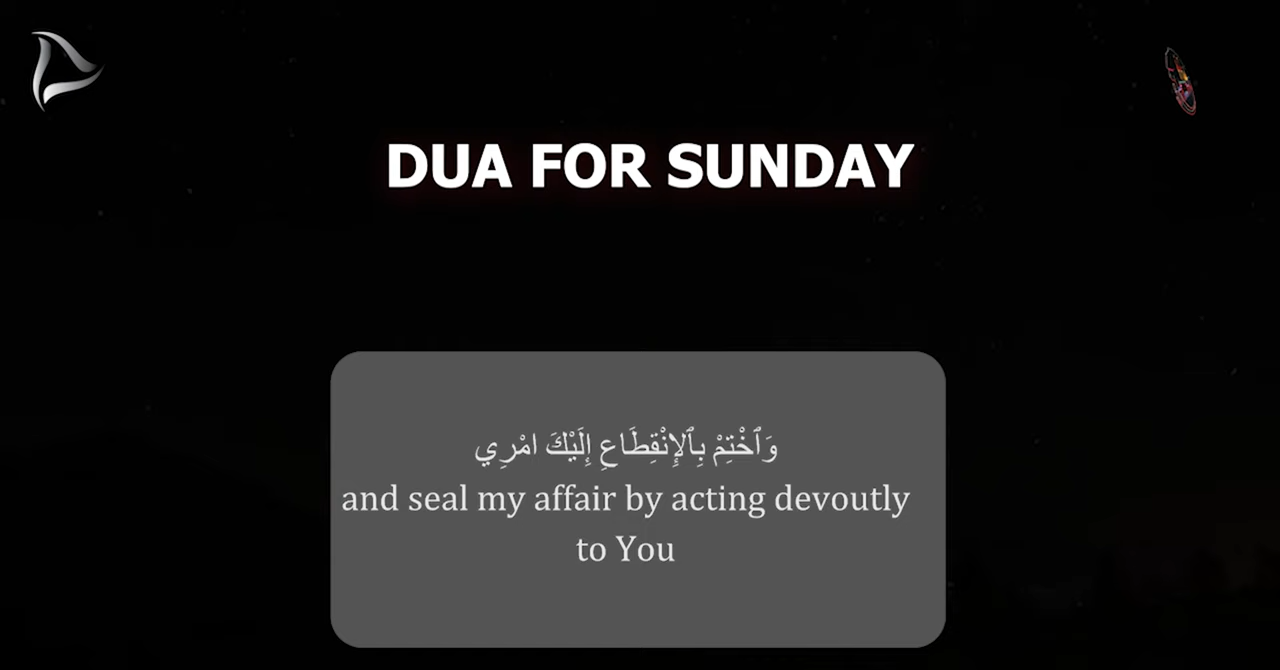 DUA FOR SUNDAY
وَٱخْتِمْ بِٱلإِنْقِطَاعِ إِلَيْكَ امْرِي
and seal my affair by acting devoutly
to You